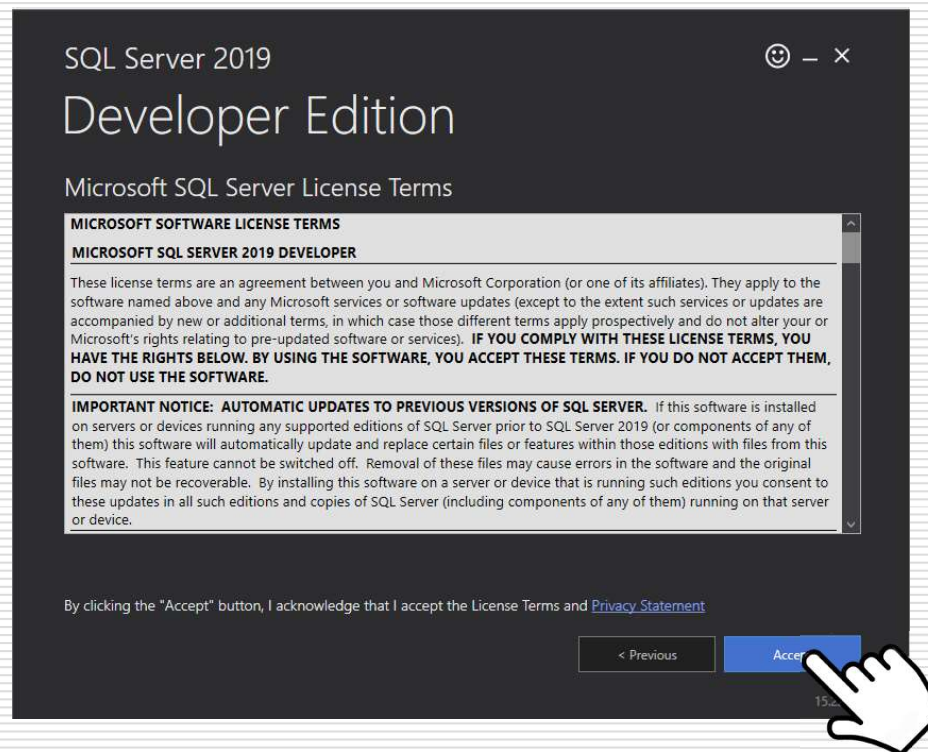 SQL Server 2019
Developer Edition
Microsoft SQL Server License Terms
MICROSOFT SOFTWARE LICENSE TERMS
MICROSOFT SQL SERVER 2019 DEVELOPER
These license terms are an agreement between you and Microsoft Corporation (or one of its affiliates). They apply to the
software named above and any Microsoft services or software updates (except to the extent such services or updates are
accompanied by new or additional terms, in which case those different terms apply prospectively and do not alter your or
Microsoft's rights relating to pre-updated software or services). IF YOU COMPLY WITH THESE LICENSE TERMS, YOU
HAVE THE RIGHTS BELOW. BY USING THE SOFTWARE, YOU ACCEPT THESE TERMS. IF YOU DO NOT ACCEPT THEM,
DO NOT USE THE SOFTWARE.
IMPORTANT NOTICE: AUTOMATIC UPDATES TO PREVIOUS VERSIONS OF SQL SERVER. If this software is installed
on servers or devices running any supported editions of SQL Server prior to SQL Server 2019 (or components of any of
them) this software will automatically update and replace certain files or features within those editions with files from this
software. This feature cannot be switched off. Removal of these files may cause errors in the software and the original
files may not be recoverable. By installing this software on a server or device that is running such editions you consent to
these updates in all such editions and copies of SQL Server (including components of any of them) running on that server
or device.
By clicking the "Accept" button, I acknowledge that I accept the License Terms and Privacy Statement
< Previous